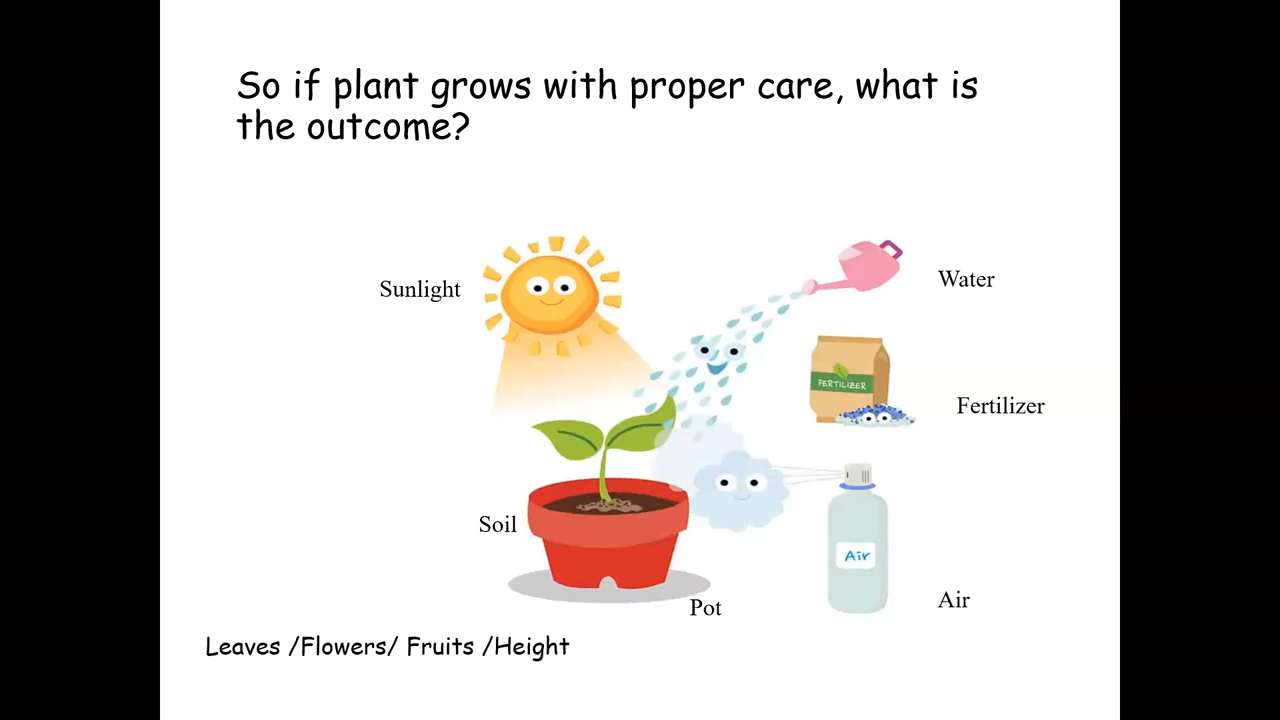 So if plant grows with proper care, what is
the outcome?
Sunlight
Water
FERTILIZER
Fertilizer
Soil
Air
Air
Pot
Leaves /Flowers/ Fruits /Height